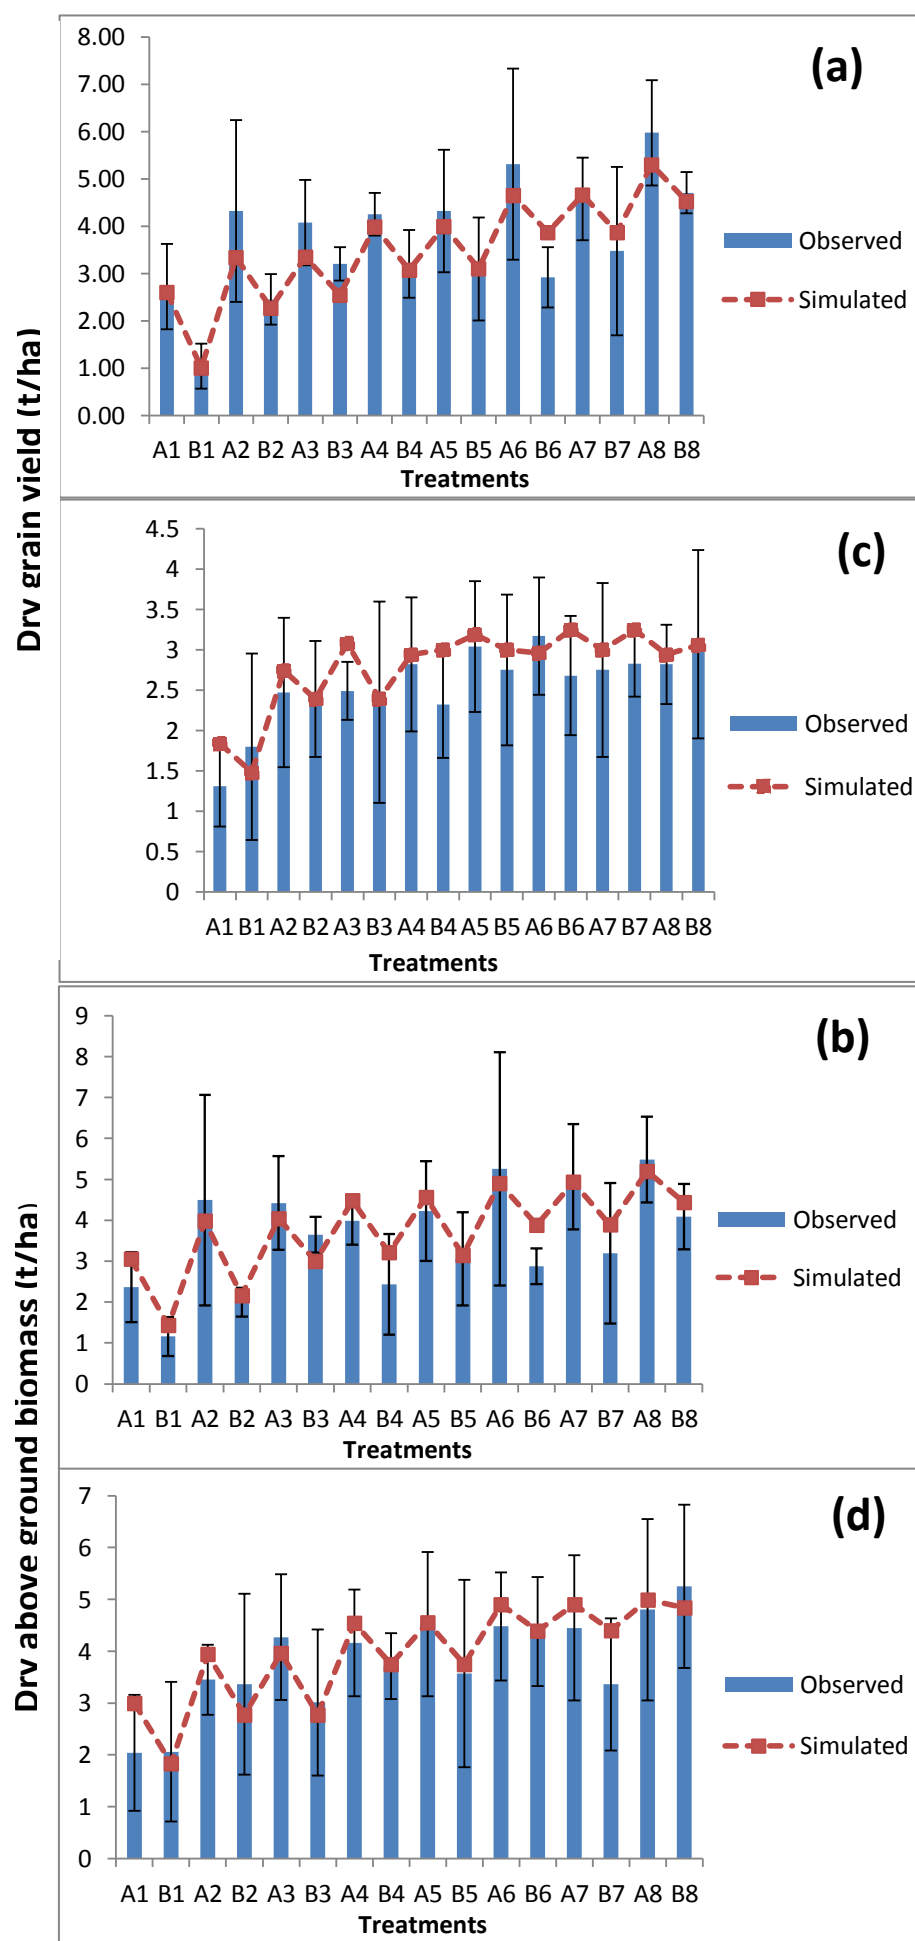 Dry grain yield (t/ha)
(a)
8.00
7.00
6.00
5.00
4.00
3.00
2.00
1.00
0.00
A1 B1 A2 B2 A3 B3 A4 B4 A5 B5 A6 B6 A7 B7 A8 B8
Treatments
Observed
Simulated
(c)
4.5
4
3.5
3
2.5
2
1.5
1
0.5
0
A1 B1 A2 B2 A3 B3 A4 B4 A5 B5 A6 B6 A7 B7 A8 B8
Treatments
Observed
Simulated
Dry above ground biomass (t/ha)
(b)
9
8
7
6
5
4
3
2
1
0
A1 B1 A2 B2 A3 B3 A4 B4 A5 B5 A6 B6 A7 B7 A8 B8
Treatments
Observed
Simulated
(d)
7
6
5
4
3
2
1
0
A1 B1 A2 B2 A3 B3 A4 B4 A5 B5 A6 B6 A7 B7 A8 B8
Treatments
Observed
Simulated